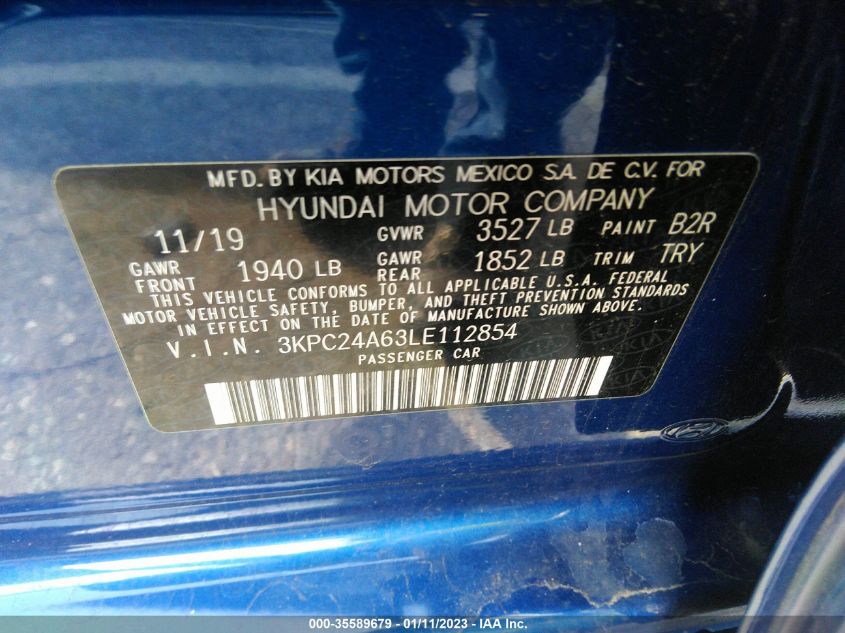 MFD. BY KIA MOTORS MEXICO S.A. DE C.V. FOR
HYUNDAI MOTOR COMPANY
11/19 GVWR 3527 LB PAINT B2R
GAWR FRONT 1940 LB GAWR REAR 1852 LB TRIM TRY
THIS VEHICLE CONFORMS TO ALL APPLICABLE U.S.A. FEDERAL
MOTOR VEHICLE SAFETY, BUMPER, AND THEFT PREVENTION STANDARDS
IN EFFECT ON THE DATE OF MANUFACTURE SHOWN ABOVE.
V.I.N. 3KPC24A63LE112854
PASSENGER CAR
000-35589679 - 01/11/2023 - IAA Inc.